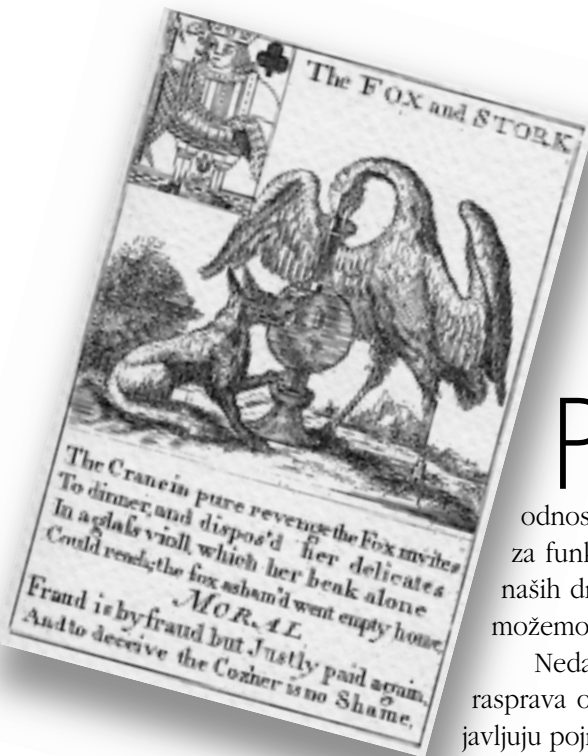 The FOX and STORK
The Crane in pure revenge the Fox invites
To dinner, and dispos'd her delicates
In a glass violl, which her beak alone
Could reach; the fox asham'd went empty home.
MORAL
Fraud is by fraud but Justly paid again,
And to deceive the Cozner is no Shame.
P
odnos
za funk
naših dr
možemo
Neda
rasprava o
javljuju poj